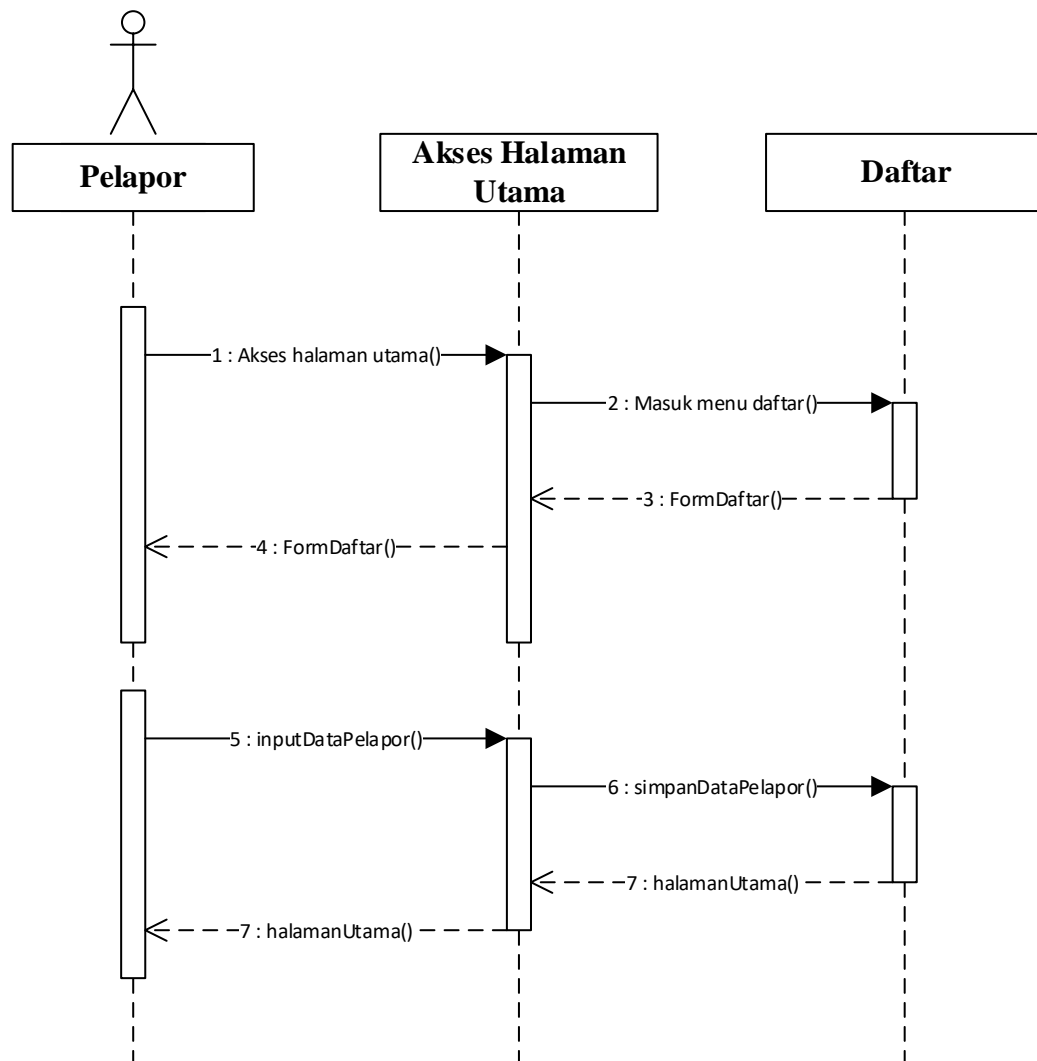 Pelapor
Akses Halaman
Utama
Daftar
1 : Akses halaman utama()
2 : Masuk menu daftar()
3 : FormDaftar()
4 : FormDaftar()
5 : inputDataPelapor()
6 : simpanDataPelapor()
7 : halamanUtama()
7 : halamanUtama()